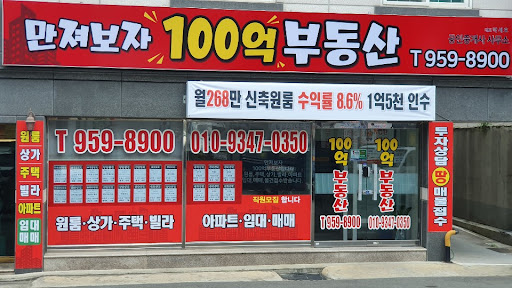 만져보자 100억 부동산
T 959-8900
월268만 신축원룸 수익률 8.6% 1억5천 인수
T 959-8900 010-9347-0350
원룸
상가
주택
빌라
아파트
임대
매매
만져보자
직원모집 합니다
원룸·상가·주택·빌라
아파트·임대·매매
100억 부동산
100억 부동산
T 959-8900 010-9347-0350
투자상담 땅 매물접수